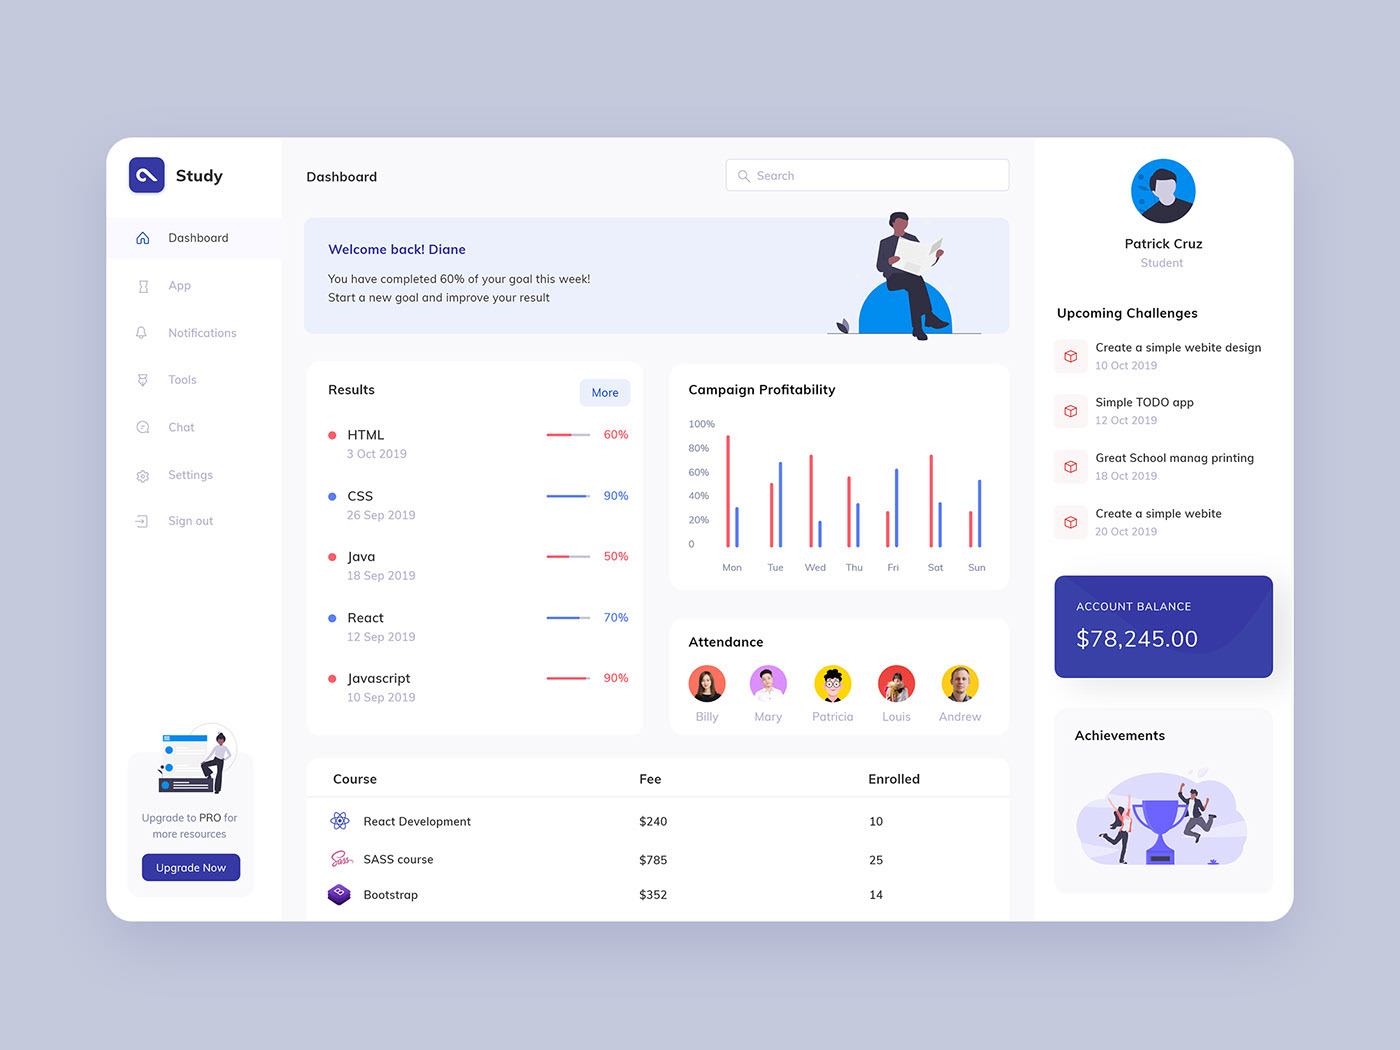 Study
Dashboard
App
Notifications
Tools
Chat
Settings
Sign out
Upgrade to PRO for
more resources
Upgrade Now
Dashboard
Search
Welcome back! Diane
You have completed 60% of your goal this week!
Start a new goal and improve your result
Results
More
HTML
60%
3 Oct 2019
CSS
90%
26 Sep 2019
Java
50%
18 Sep 2019
React
70%
12 Sep 2019
Javascript
90%
10 Sep 2019
Campaign Profitability
100%
80%
60%
40%
20%
0
Mon Tue Wed Thu Fri Sat Sun
Attendance
Billy Mary Patricia Louis Andrew
Course Fee Enrolled
React Development $240 10
Sass SASS course $785 25
B Bootstrap $352 14
Patrick Cruz
Student
Upcoming Challenges
Create a simple webite design
10 Oct 2019
Simple TODO app
12 Oct 2019
Great School manag printing
18 Oct 2019
Create a simple webite
20 Oct 2019
ACCOUNT BALANCE
$78,245.00
Achievements